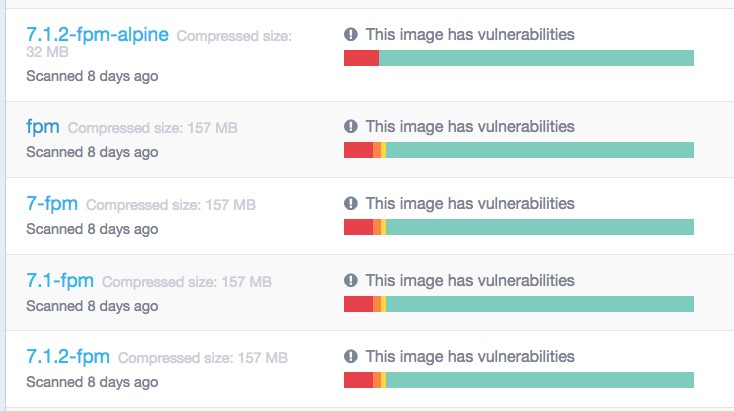 7.1.2-fpm-alpine Compressed size:
32 MB
This image has vulnerabilities
Scanned 8 days ago
fpm Compressed size: 157 MB
This image has vulnerabilities
Scanned 8 days ago
7-fpm Compressed size: 157 MB
This image has vulnerabilities
Scanned 8 days ago
7.1-fpm Compressed size: 157 MB
This image has vulnerabilities
Scanned 8 days ago
7.1.2-fpm Compressed size: 157 MB
This image has vulnerabilities
Scanned 8 days ago